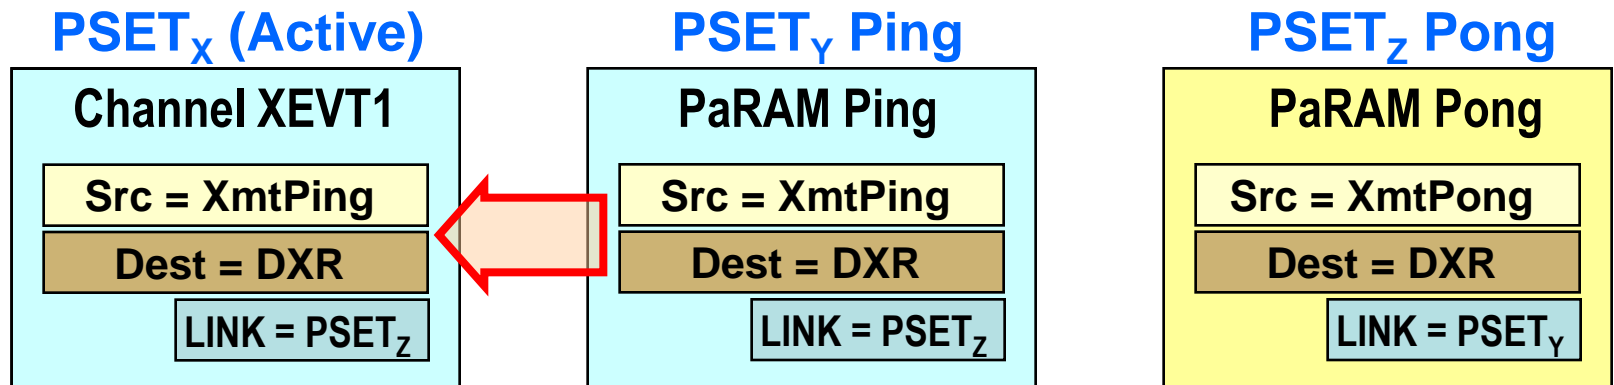 PSETX (Active)
Channel XEVT1
Src = XmtPing
Dest = DXR
LINK = PSETZ
PSETY Ping
PaRAM Ping
Src = XmtPing
Dest = DXR
LINK = PSETZ
PSETZ Pong
PaRAM Pong
Src = XmtPong
Dest = DXR
LINK = PSETY